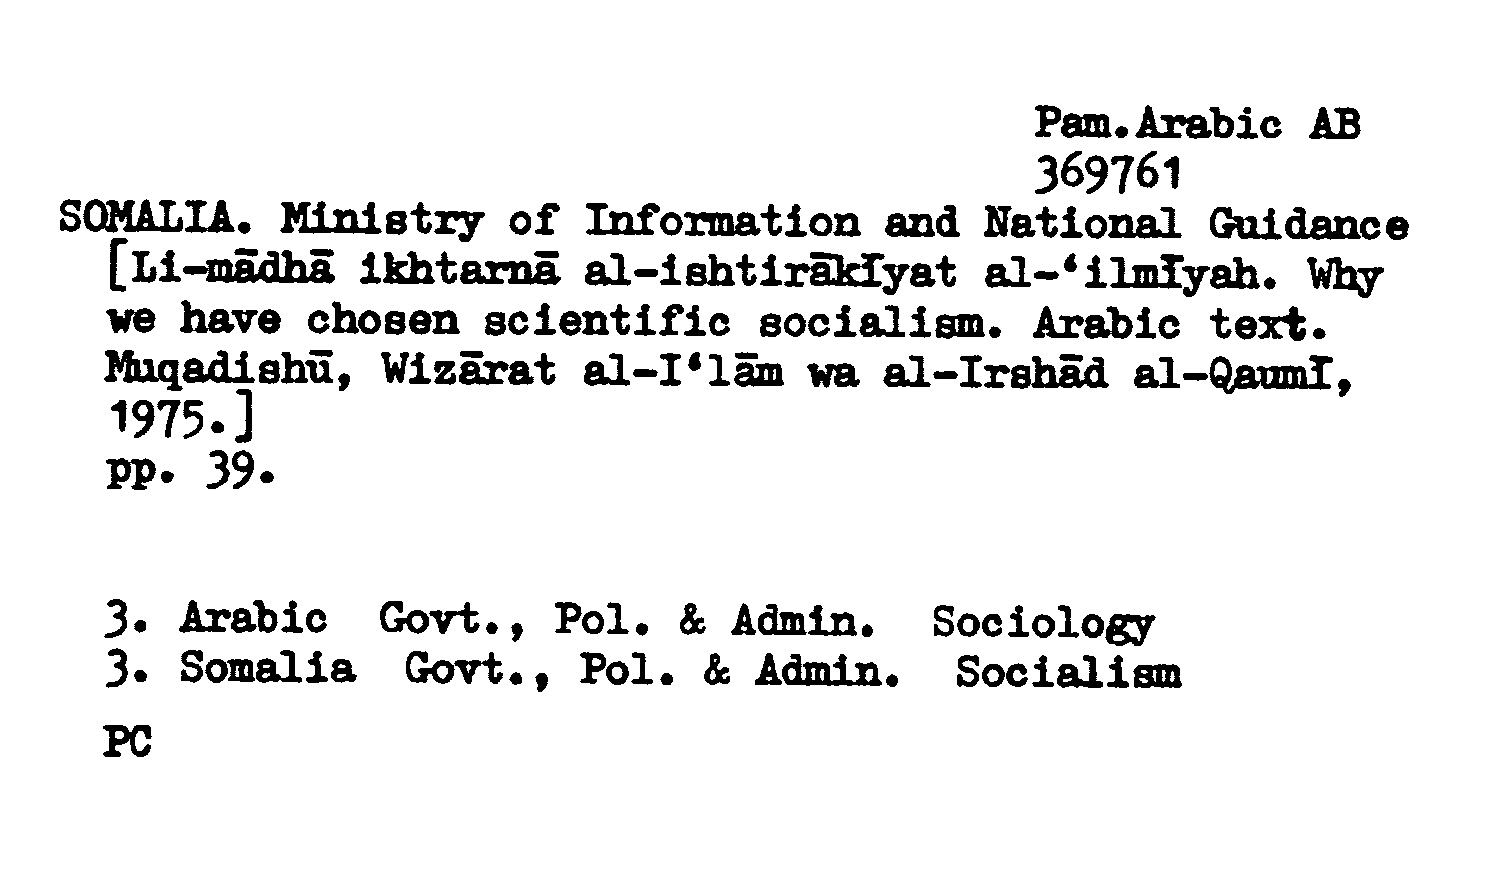 Pam.Arabic AB
369761
SOMALIA. Ministry of Information and National Guidance
[Li-mādhā ikhtarnā al-ishtirākīyat al-‘ilmīyah. Why
we have chosen scientific socialism. Arabic text.
Muqadishū, Wizārat al-I‘lām wa al-Irshād al-Qaumī,
1975.]
pp. 39.
3. Arabic Govt., Pol. & Admin. Sociology
3. Somalia Govt., Pol. & Admin. Socialism
PC